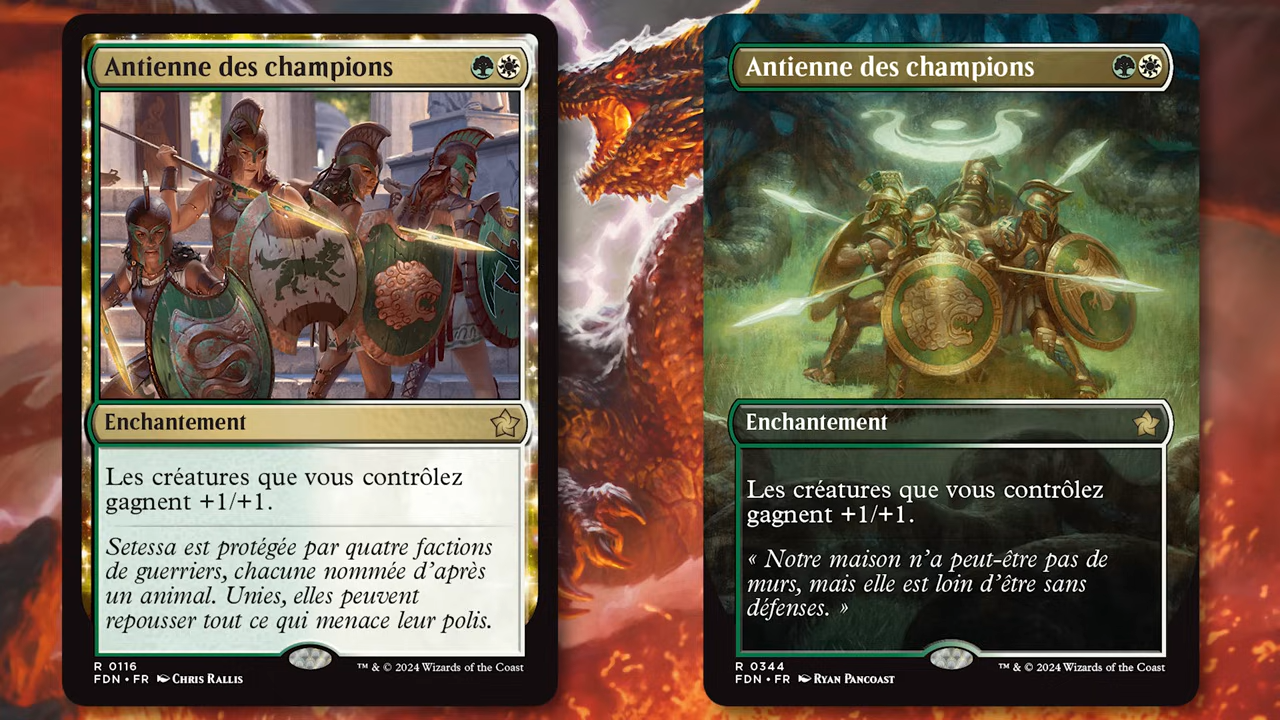 Antienne des champions
Enchantement
Les créatures que vous contrôlez
gagnent +1/+1.
Setessa est protégée par quatre factions
de guerriers, chacune nommée d’après
un animal. Unies, elles peuvent
repousser tout ce qui menace leur polis.
R 0116
FDN • FR Chris Rallis
™ & © 2024 Wizards of the Coast
Antienne des champions
Enchantement
Les créatures que vous contrôlez
gagnent +1/+1.
« Notre maison n’a peut-être pas de
murs, mais elle est loin d’être sans
défenses. »
R 0344
FDN • FR Ryan Pancoast
™ & © 2024 Wizards of the Coast